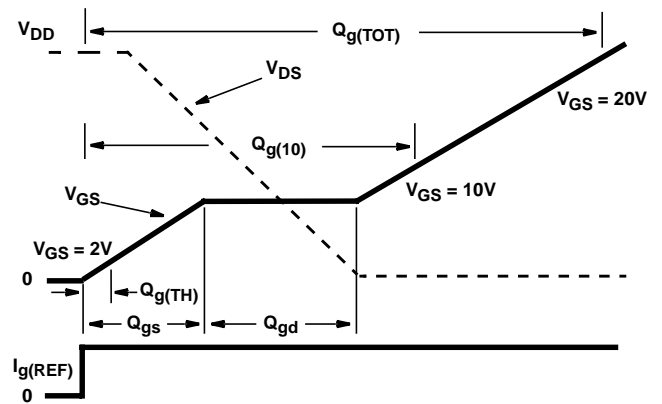 V_DD
Q_g(TOT)
V_DS
V_GS = 20V
Q_g(10)
V_GS
V_GS = 10V
V_GS = 2V
0
Q_g(TH)
Q_gs
Q_gd
I_g(REF)
0